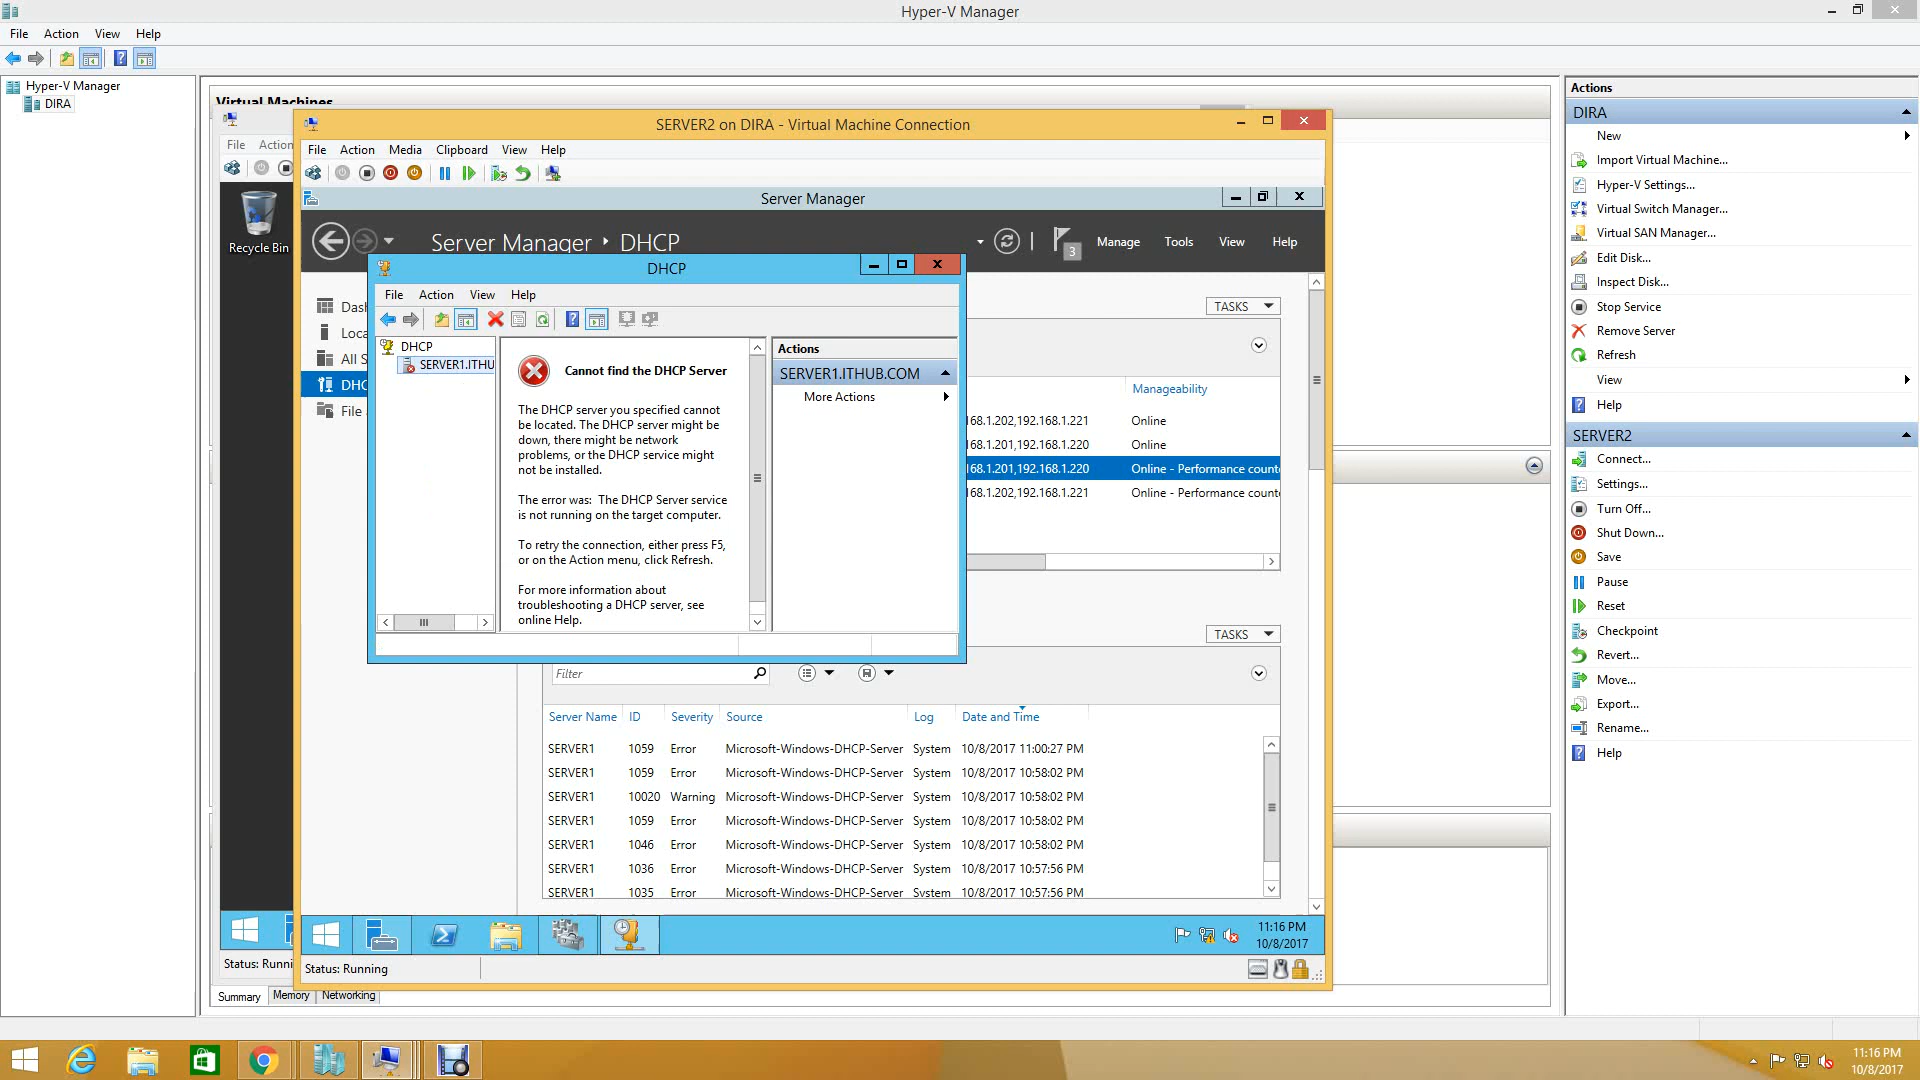 Hyper-V Manager
File Action View Help
Hyper-V Manager
DIRA
Virtual Machines
File
SERVER2 on DIRA - Virtual Machine Connection
File Action Media Clipboard View Help
Server Manager
Server Manager DHCP
3 Manage Tools View Help
Recycle Bin
DHCP
File Action View Help
DHCP
SERVER1.ITHU
Cannot find the DHCP Server
The DHCP server you specified cannot
be located. The DHCP server might be
down, there might be network
problems, or the DHCP service might
not be installed.
The error was: The DHCP Server service
is not running on the target computer.
To retry the connection, either press F5,
or on the Action menu, click Refresh.
For more information about
troubleshooting a DHCP server, see
online Help.
Actions
SERVER1.ITHUB.COM
More Actions
File
TASKS
Manageability
168.1.202,192.168.1.221 Online
168.1.201,192.168.1.220 Online
168.1.201,192.168.1.220 Online - Performance count
168.1.202,192.168.1.221 Online - Performance count
TASKS
Filter
Server Name ID Severity Source Log Date and Time
SERVER1 1059 Error Microsoft-Windows-DHCP-Server System 10/8/2017 11:00:27 PM
SERVER1 1059 Error Microsoft-Windows-DHCP-Server System 10/8/2017 10:58:02 PM
SERVER1 10020 Warning Microsoft-Windows-DHCP-Server System 10/8/2017 10:58:02 PM
SERVER1 1059 Error Microsoft-Windows-DHCP-Server System 10/8/2017 10:58:02 PM
SERVER1 1046 Error Microsoft-Windows-DHCP-Server System 10/8/2017 10:58:02 PM
SERVER1 1036 Error Microsoft-Windows-DHCP-Server System 10/8/2017 10:57:56 PM
SERVER1 1035 Error Microsoft-Windows-DHCP-Server System 10/8/2017 10:57:56 PM
11:16 PM
10/8/2017
Status: Running
Summary Memory Networking
Actions
DIRA
New
Import Virtual Machine...
Hyper-V Settings...
Virtual Switch Manager...
Virtual SAN Manager...
Edit Disk...
Inspect Disk...
Stop Service
Remove Server
Refresh
View
Help
SERVER2
Connect...
Settings...
Turn Off...
Shut Down...
Save
Pause
Reset
Checkpoint
Revert...
Move...
Export...
Rename...
Help
11:16 PM
10/8/2017